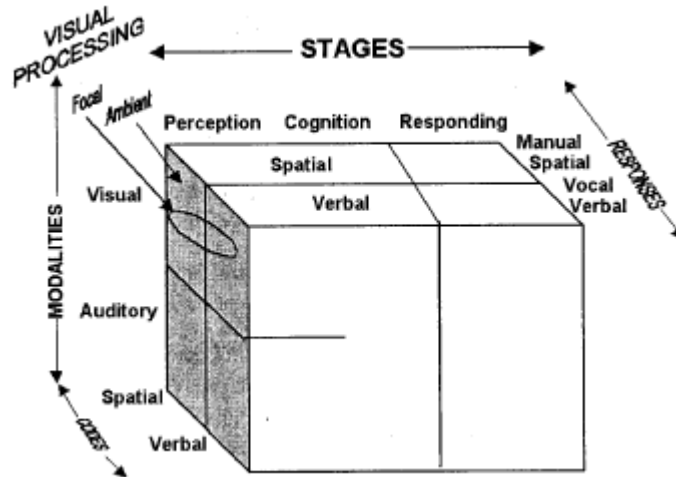 VISUAL
PROCESSING
STAGES
Focal
Ambient
Perception Cognition Responding
Spatial
Manual
Spatial
Visual
Verbal
Vocal
Verbal
RESPONSES
MODALITIES
Auditory
Spatial
Verbal
CODES